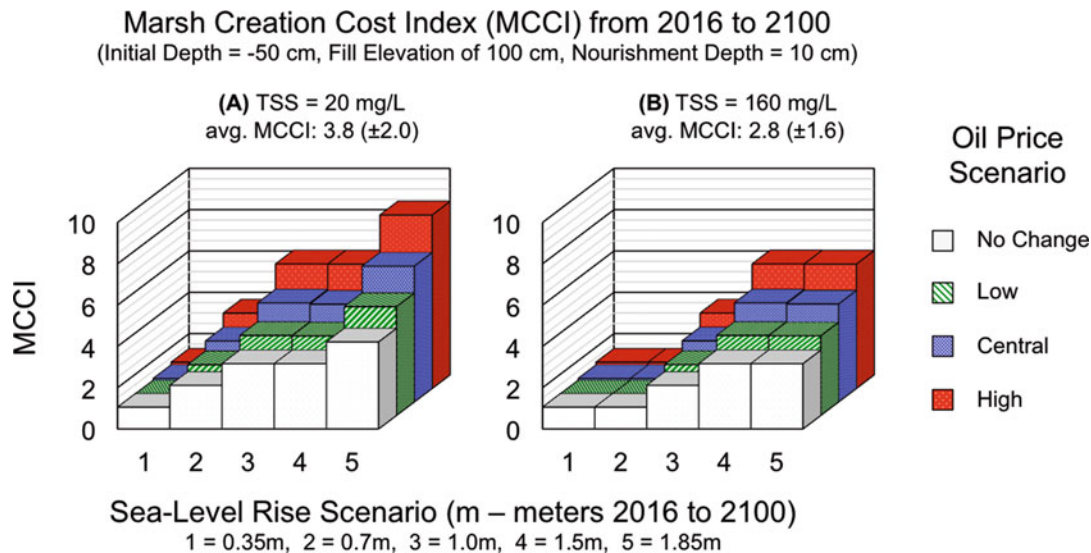 Marsh Creation Cost Index (MCCI) from 2016 to 2100
(Initial Depth = -50 cm, Fill Elevation of 100 cm, Nourishment Depth = 10 cm)
(A) TSS = 20 mg/L
avg. MCCI: 3.8 (±2.0)
(B) TSS = 160 mg/L
avg. MCCI: 2.8 (±1.6)
Oil Price
Scenario
No Change
Low
Central
High
MCCI
10
8
6
4
2
0
10
8
6
4
2
0
1 2 3 4 5
1 2 3 4 5
Sea-Level Rise Scenario (m – meters 2016 to 2100)
1 = 0.35m, 2 = 0.7m, 3 = 1.0m, 4 = 1.5m, 5 = 1.85m